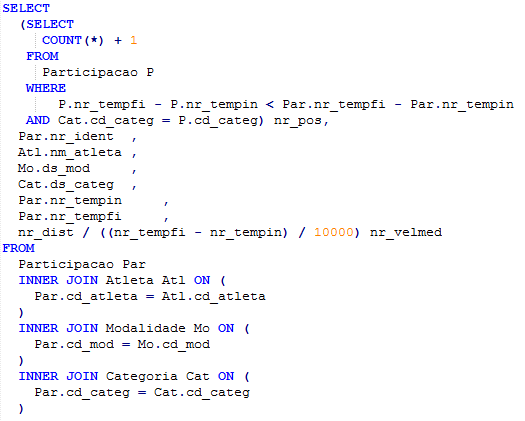 SELECT
(SELECT
COUNT(*) + 1
FROM
Participacao P
WHERE
P.nr_tempfi - P.nr_tempin < Par.nr_tempfi - Par.nr_tempin
AND Cat.cd_categ = P.cd_categ) nr_pos,
Par.nr_ident ,
Atl.nm_atleta ,
Mo.ds_mod ,
Cat.ds_categ ,
Par.nr_tempin ,
Par.nr_tempfi ,
nr_dist / ((nr_tempfi - nr_tempin) / 10000) nr_velmed
FROM
Participacao Par
INNER JOIN Atleta Atl ON (
Par.cd_atleta = Atl.cd_atleta
)
INNER JOIN Modalidade Mo ON (
Par.cd_mod = Mo.cd_mod
)
INNER JOIN Categoria Cat ON (
Par.cd_categ = Cat.cd_categ
)